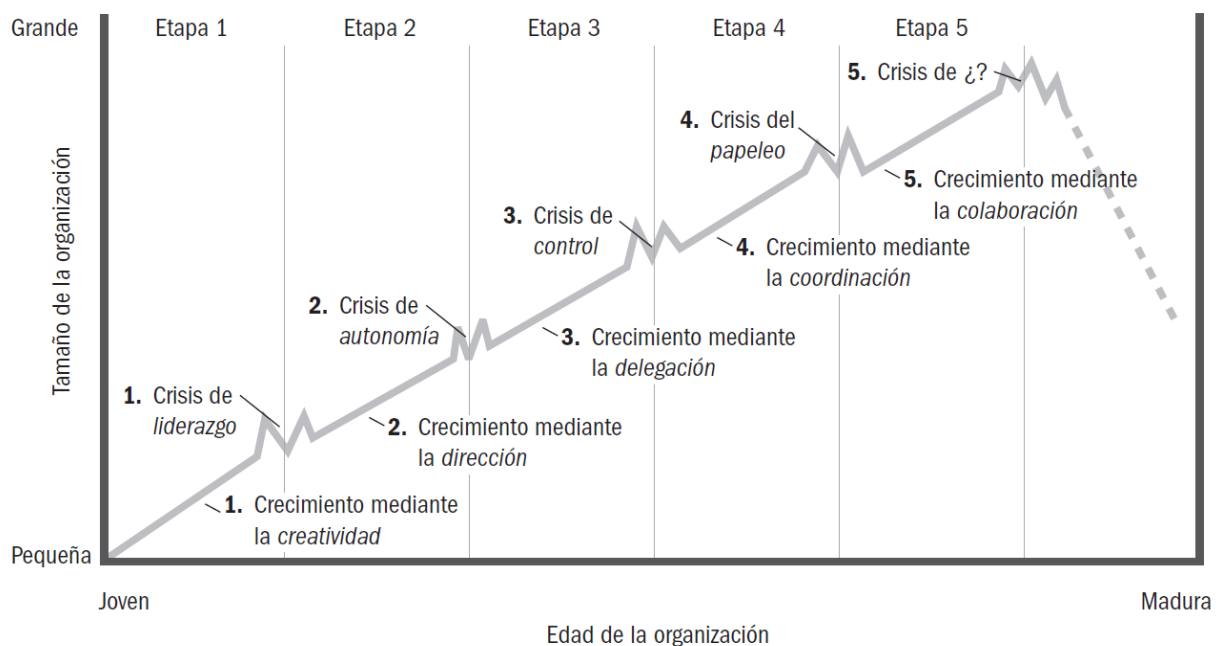 Grande
Etapa 1
Etapa 2
Etapa 3
Etapa 4
Etapa 5
Tamaño de la organización
5. Crisis de ¿?
4. Crisis del
papeleo
5. Crecimiento mediante
la colaboración
3. Crisis de
control
4. Crecimiento mediante
la coordinación
2. Crisis de
autonomía
3. Crecimiento mediante
la delegación
1. Crisis de
liderazgo
2. Crecimiento mediante
la dirección
1. Crecimiento mediante
la creatividad
Pequeña
Joven
Madura
Edad de la organización